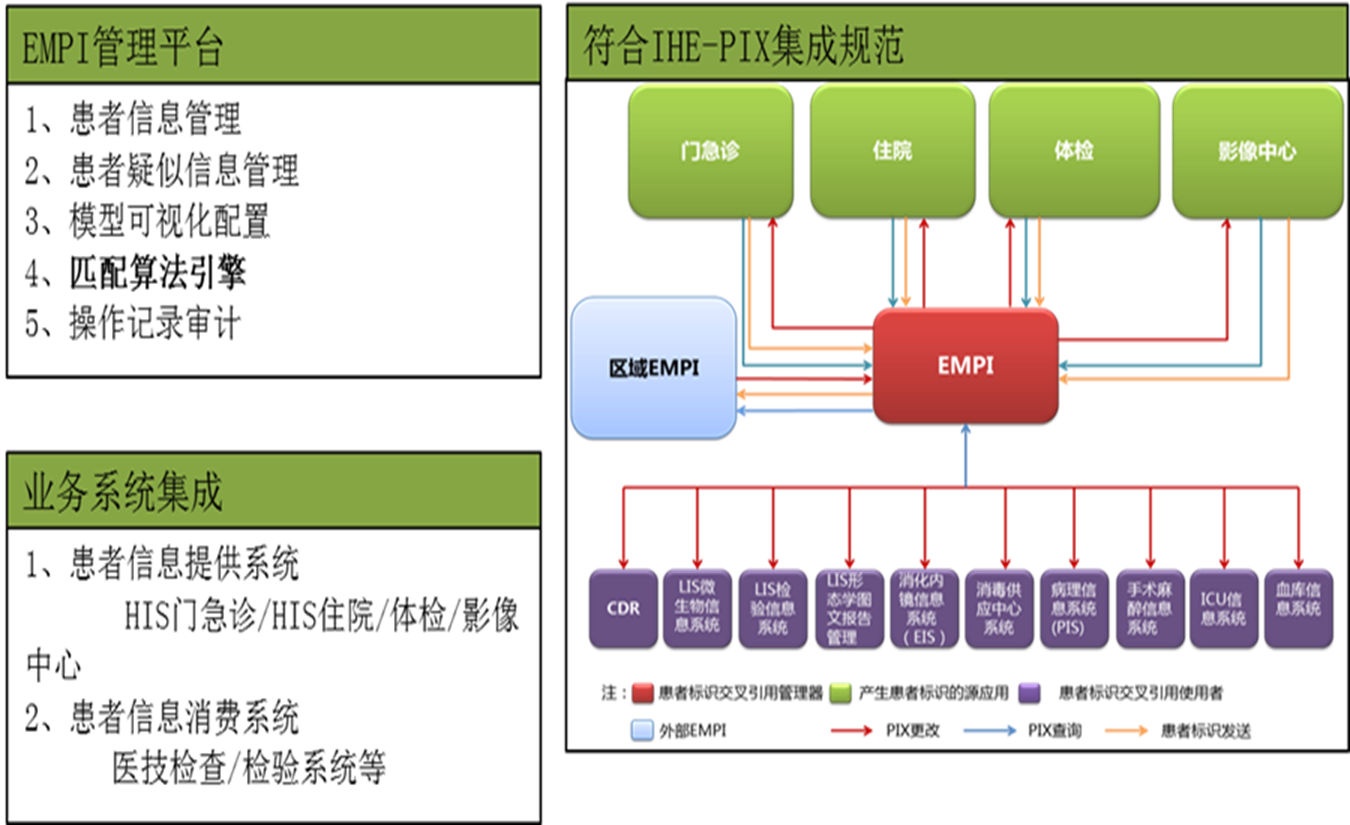 EMPI管理平台
1、患者信息管理
2、患者疑似信息管理
3、模型可视化配置
4、匹配算法引擎
5、操作记录审计
业务系统集成
1、患者信息提供系统
HIS门急诊/HIS住院/体检/影像
中心
2、患者信息消费系统
医技检查/检验系统等
符合IHE-PIX集成规范
门急诊
住院
体检
影像中心
区域EMPI
EMPI
CDR
LIS微
生物信
息系统
LIS检
验信息
系统
LIS形
态学图
文报告
管理
消化内
镜信息
系统
（EIS）
消毒供
应中心
系统
病理信
息系统
(PIS)
手术麻
醉信息
系统
ICU信
息系统
血库信
息系统
注：患者标识交叉引用管理器 产生患者标识的源应用 患者标识交叉引用使用者
外部EMPI PIX更改 PIX查询 患者标识发送